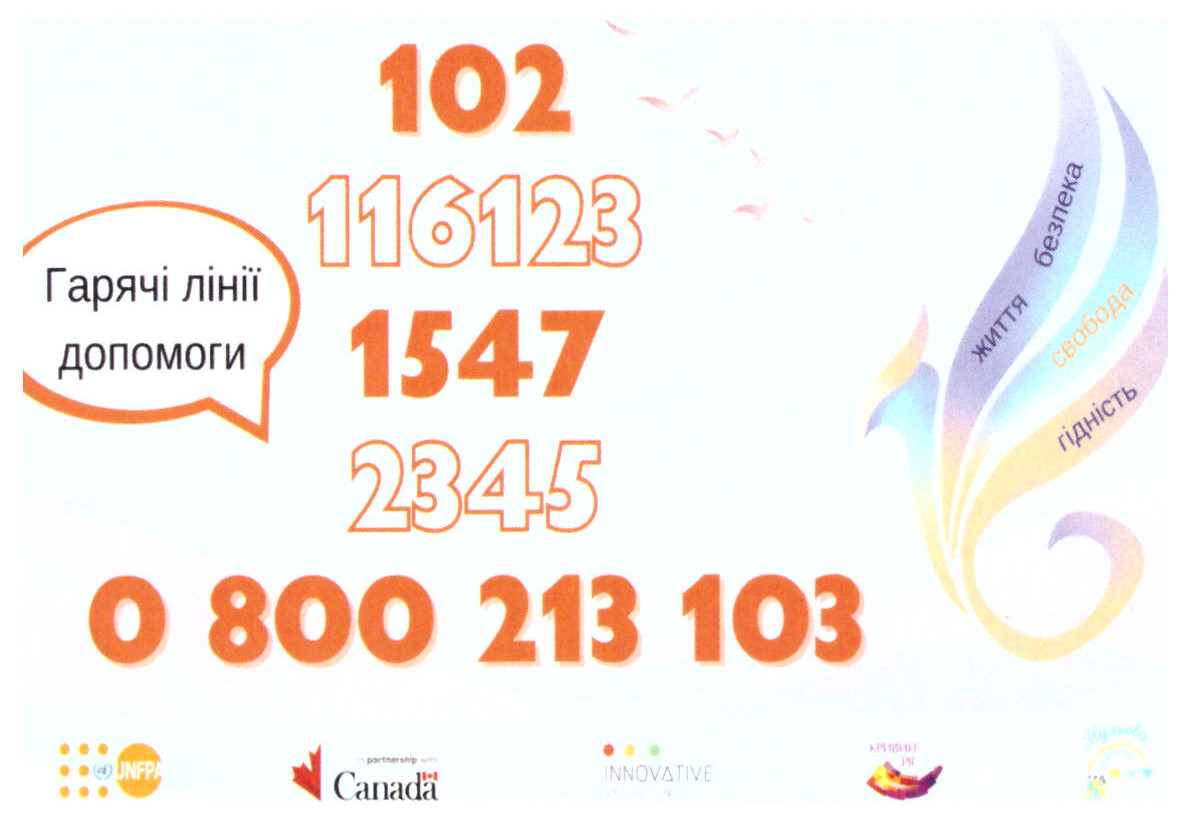 102
116123
1547
2345
0 800 213 103
Гарячі лінії
допомоги
життя безпека
свобода
гідність
UNFPA
in partnership with
Canada
INNOVATIVE
КРИВИЙ
РІГ